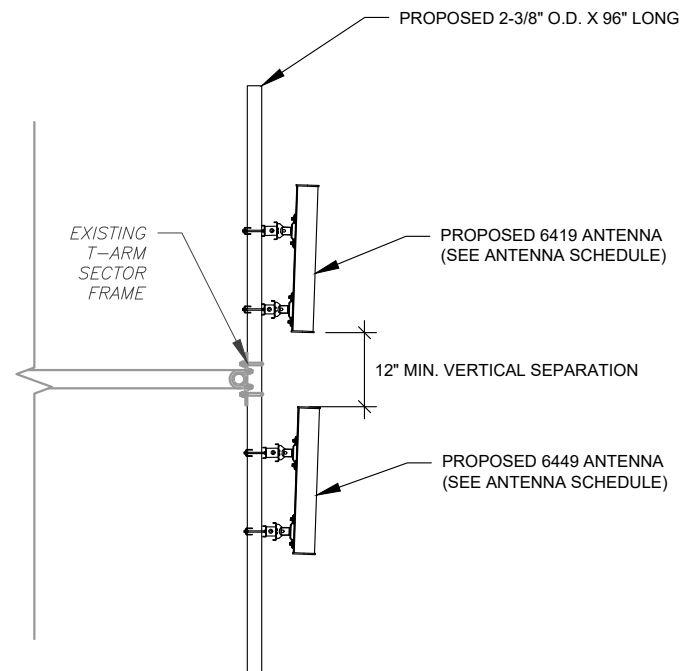 PROPOSED 2-3/8" O.D. X 96" LONG
EXISTING
T-ARM
SECTOR
FRAME
PROPOSED 6419 ANTENNA
(SEE ANTENNA SCHEDULE)
12" MIN. VERTICAL SEPARATION
PROPOSED 6449 ANTENNA
(SEE ANTENNA SCHEDULE)